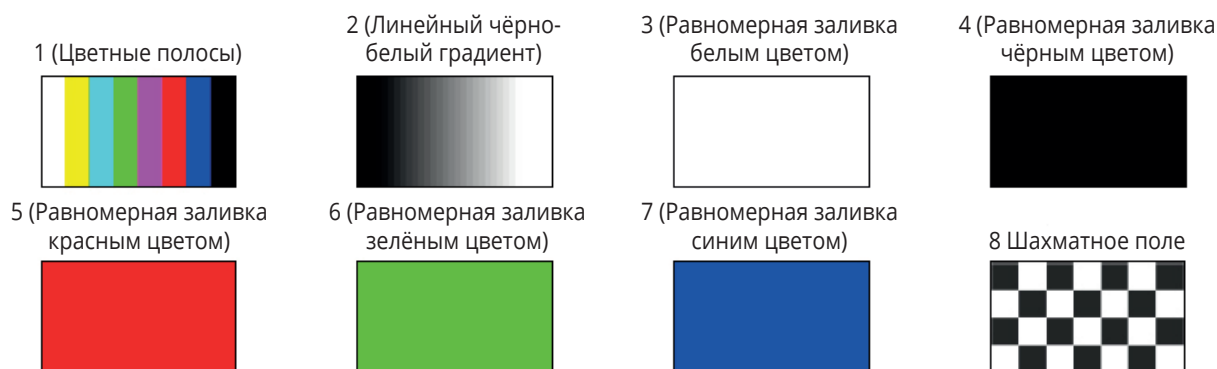 1 (Цветные полосы)
2 (Линейный чёрно-
белый градиент)
3 (Равномерная заливка
белым цветом)
4 (Равномерная заливка
чёрным цветом)
5 (Равномерная заливка
красным цветом)
6 (Равномерная заливка
зелёным цветом)
7 (Равномерная заливка
синим цветом)
8 Шахматное поле